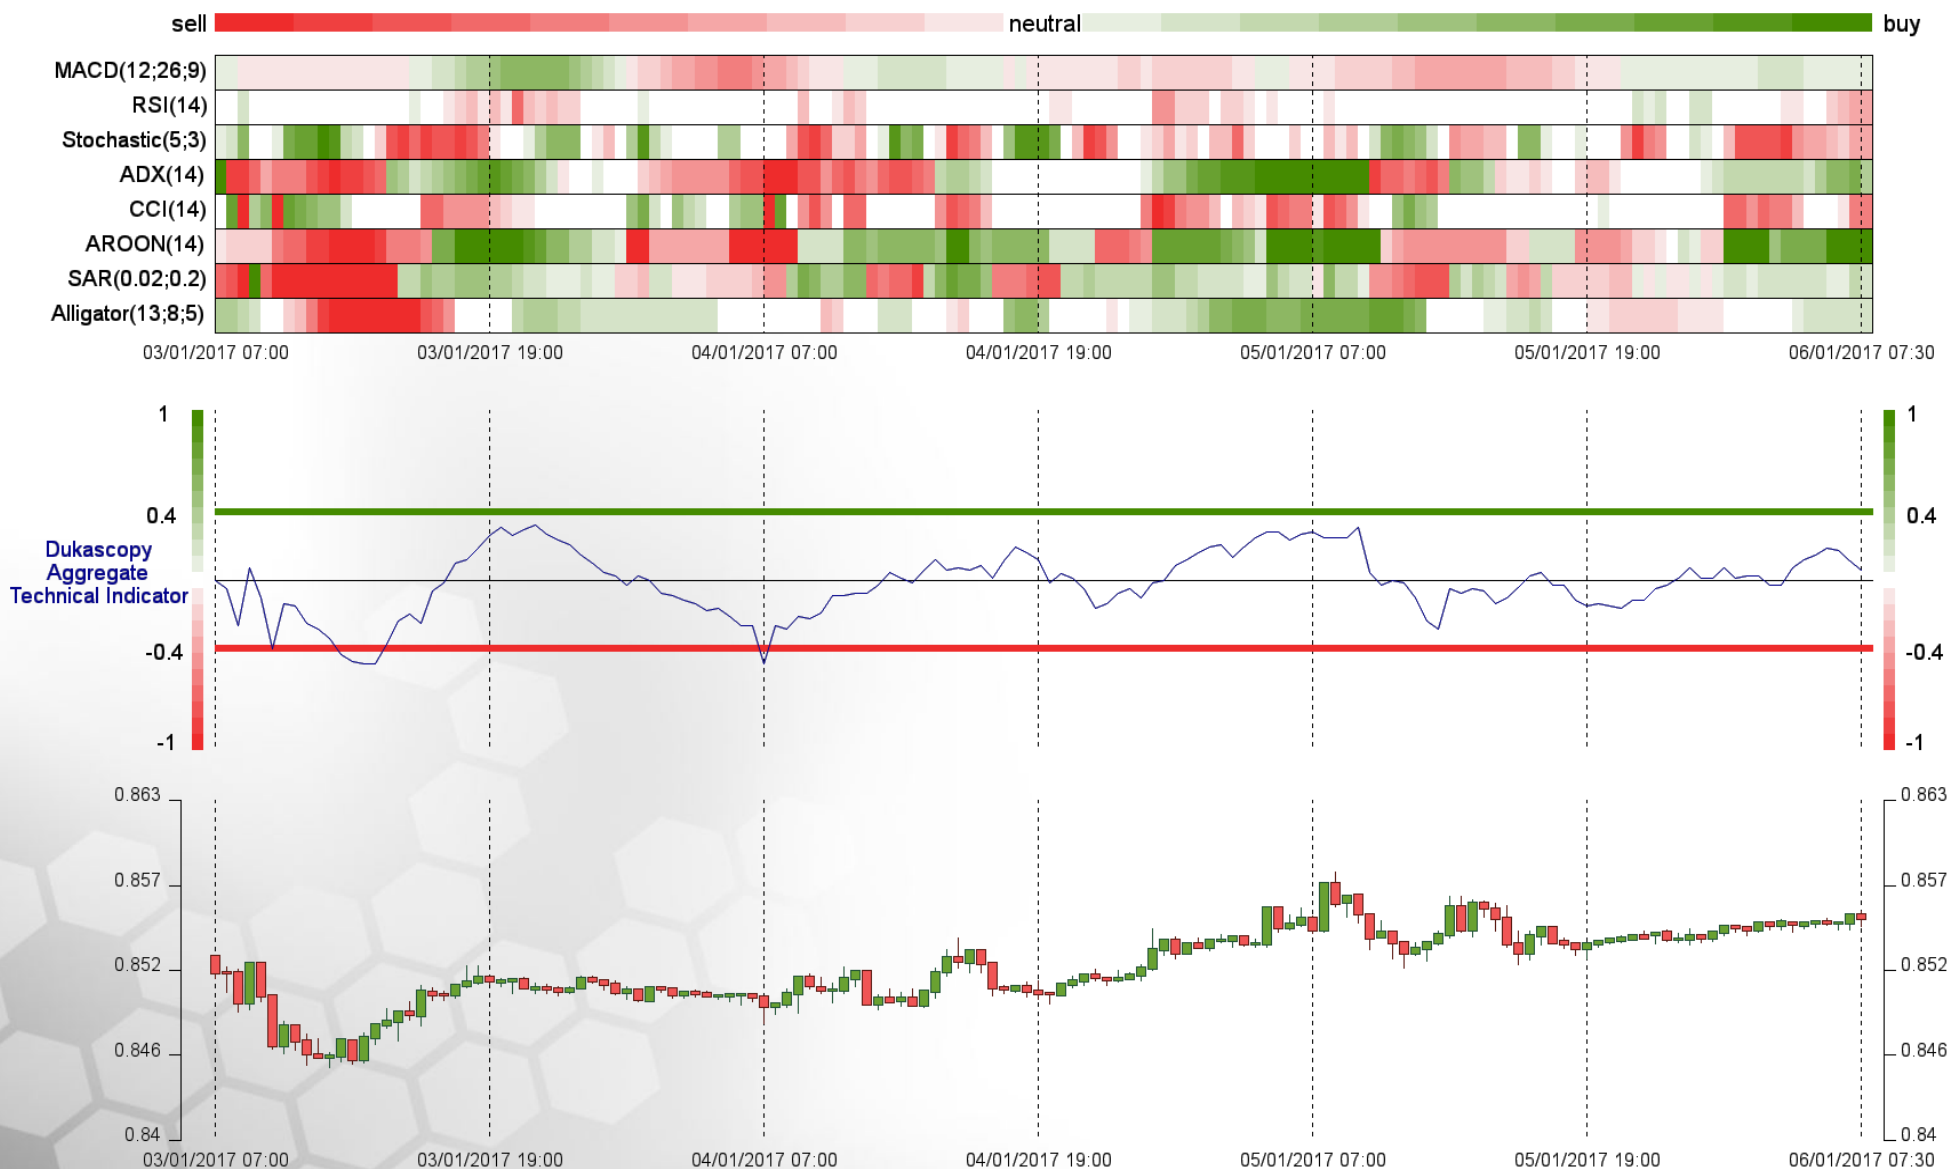 sell neutral buy
MACD(12;26;9)
RSI(14)
Stochastic(5;3)
ADX(14)
CCI(14)
AROON(14)
SAR(0.02;0.2)
Alligator(13;8;5)
03/01/2017 07:00 03/01/2017 19:00 04/01/2017 07:00 04/01/2017 19:00 05/01/2017 07:00 05/01/2017 19:00 06/01/2017 07:30
1 1
0.4 0.4
Dukascopy
Aggregate
Technical Indicator
-0.4 -0.4
-1 -1
0.863 0.863
0.857 0.857
0.852 0.852
0.846 0.846
0.84 0.84
03/01/2017 07:00 03/01/2017 19:00 04/01/2017 07:00 04/01/2017 19:00 05/01/2017 07:00 05/01/2017 19:00 06/01/2017 07:30